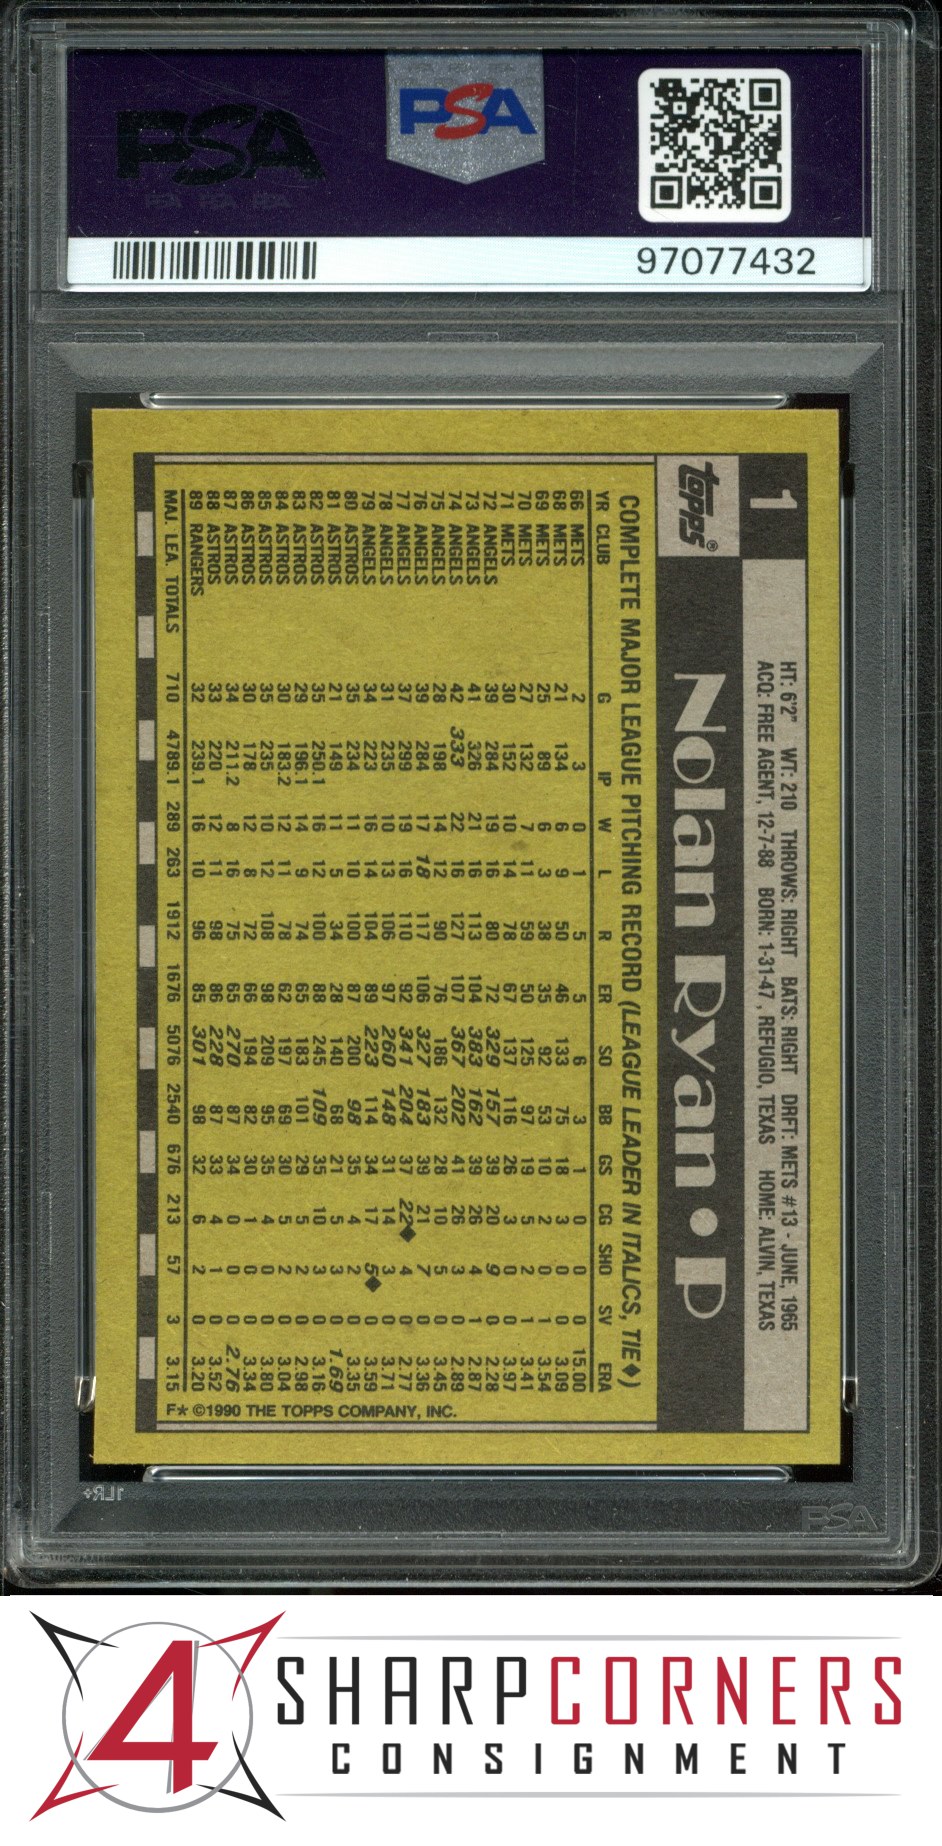 PSA
PSA
PSA PSA PSA
97077432
1
topps®
HT: 6'2" WT: 210 THROWS: RIGHT BATS: RIGHT DRFT: METS #13 - JUNE, 1965
ACQ: FREE AGENT, 12-7-88 BORN: 1-31-47, REFUGIO, TEXAS HOME: ALVIN, TEXAS
Nolan Ryan • P
COMPLETE MAJOR LEAGUE PITCHING RECORD (LEAGUE LEADER IN ITALICS, TIE♦)
YR CLUB G IP W L R ER SO BB GS CG SHO SV ERA
66 METS 2 3 0 1 5 5 6 3 1 0 0 0 15.00
68 METS 21 134 6 9 50 46 133 75 18 3 0 0 3.09
69 METS 25 89 6 3 38 35 92 53 10 2 0 1 3.54
70 METS 27 132 7 11 59 50 125 97 19 5 2 1 3.41
71 METS 30 152 10 14 78 67 137 116 26 3 0 0 3.97
72 ANGELS 39 284 19 16 80 72 329 157 39 20 9 0 2.28
73 ANGELS 41 326 21 16 113 104 383 162 39 26 4 1 2.87
74 ANGELS 42 333 22 16 127 107 367 202 41 26 3 0 2.89
75 ANGELS 28 198 14 12 90 76 186 132 28 10 5 0 3.45
76 ANGELS 39 284 17 18 117 106 327 183 39 21 7 0 3.36
77 ANGELS 37 299 19 16 110 92 341 204 37 22♦ 4 0 2.77
78 ANGELS 31 235 10 13 106 97 260 148 31 14 3 0 3.71
79 ANGELS 34 223 16 14 104 89 223 114 34 17 5♦ 0 3.59
80 ASTROS 35 234 11 10 100 87 200 98 35 4 2 0 3.35
81 ASTROS 21 149 11 5 34 28 140 68 21 5 3 0 1.69
82 ASTROS 35 250.1 16 12 100 88 245 109 35 10 3 0 3.16
83 ASTROS 29 196.1 14 9 74 65 183 101 29 5 2 0 2.98
84 ASTROS 30 183.2 12 11 78 62 197 69 30 5 2 0 3.04
85 ASTROS 35 235 10 12 108 98 209 95 35 4 0 0 3.80
86 ASTROS 30 178 12 8 72 66 194 82 30 1 0 0 3.34
87 ASTROS 34 211.2 8 16 75 65 270 87 34 0 0 0 2.76
88 ASTROS 33 220 12 11 98 86 228 87 33 4 1 0 3.52
89 RANGERS 32 239.1 16 10 96 85 301 98 32 6 2 0 3.20
MAJ. LEA. TOTALS 710 4789.1 289 263 1912 1676 5076 2540 676 213 57 3 3.15
F* ©1990 THE TOPPS COMPANY, INC.
1LR+
PSA
4 SHARPCORNERS
CONSIGNMENT